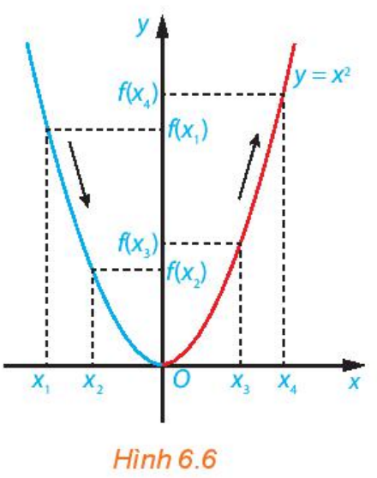 y
y = x²
f(x₄)
f(x₁)
f(x₃)
f(x₂)
x₁ x₂ O x₃ x₄ x
Hình 6.6